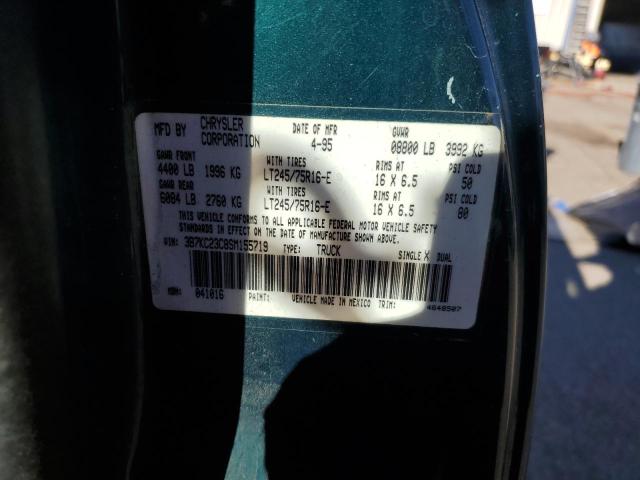 MFD BY CHRYSLER CORPORATION DATE OF MFR 4-95 GVWR 08800 LB 3992 KG
GAWR FRONT WITH TIRES RIMS AT PSI COLD
4400 LB 1996 KG LT245/75R16-E 16 X 6.5 50
GAWR REAR WITH TIRES RIMS AT PSI COLD
6084 LB 2760 KG LT245/75R16-E 16 X 6.5 80
THIS VEHICLE CONFORMS TO ALL APPLICABLE FEDERAL MOTOR VEHICLE SAFETY
STANDARDS IN EFFECT ON THE DATE OF MANUFACTURE SHOWN ABOVE.
VIN: 3B7KC23C8SM155719 TYPE: TRUCK SINGLE X DUAL
MDH: 041016 PAINT: VEHICLE MADE IN MEXICO TRIM: 4648507